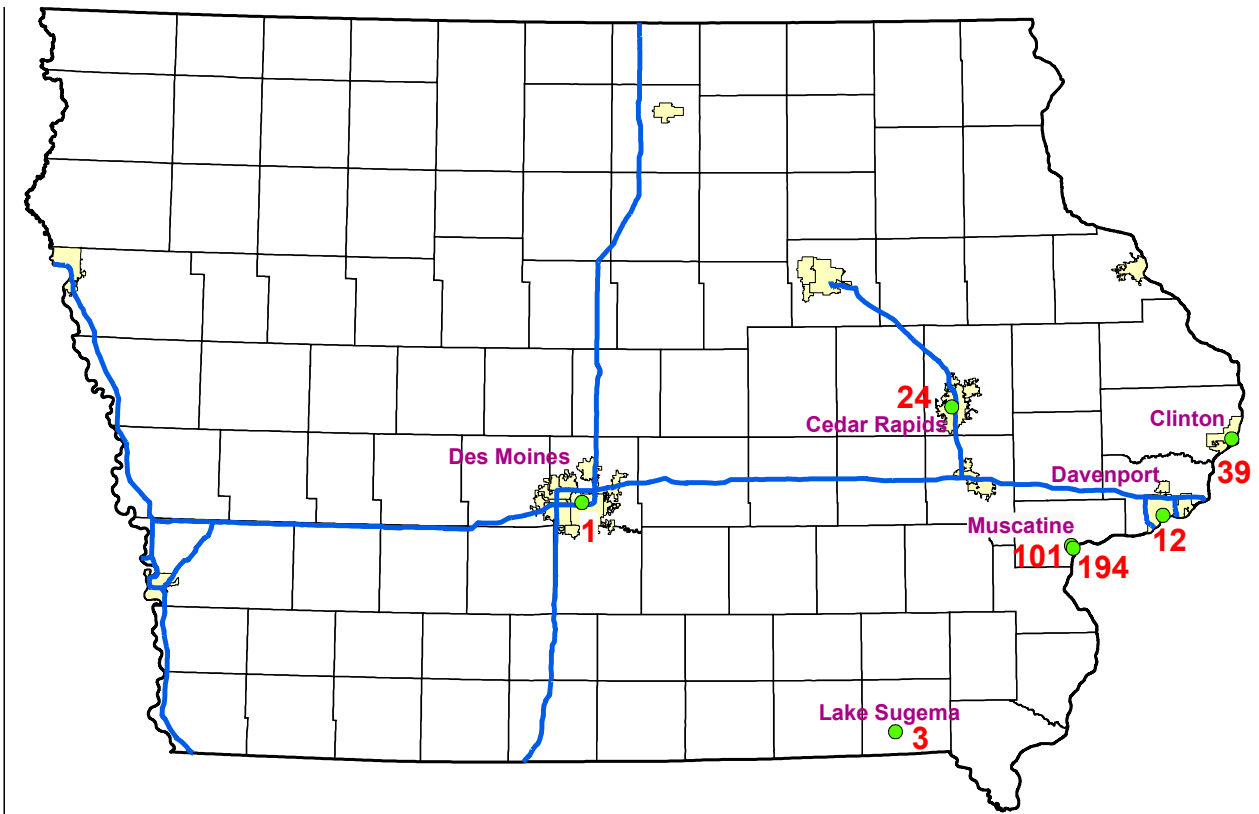 24
Cedar Rapids
Clinton
39
Des Moines
1
Davenport
12
Muscatine
101
194
Lake Sugema
3